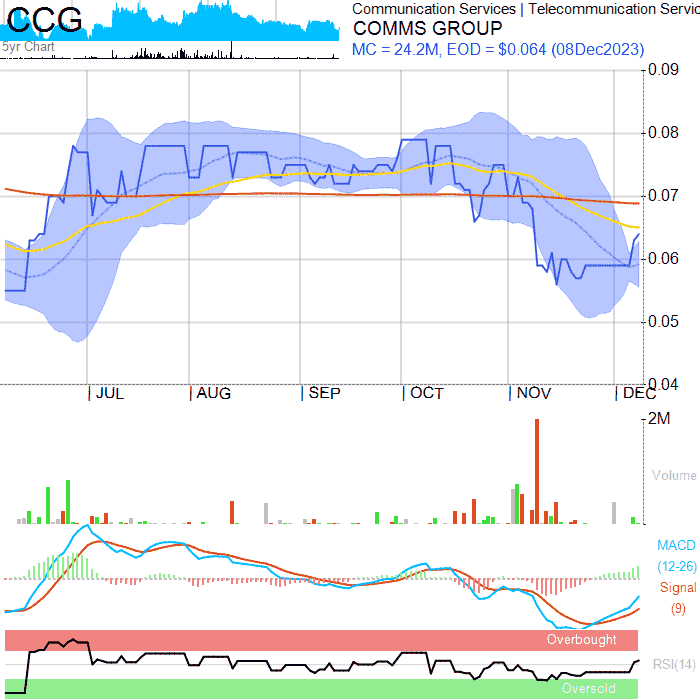 CCG
Communication Services | Telecommunication Servic
COMMS GROUP
5yr Chart
MC = 24.2M, EOD = $0.064 (08Dec2023)
0.09
0.08
0.07
0.06
0.05
0.04
| JUL | AUG | SEP | OCT | NOV | DEC
2M
Volume
MACD
(12-26)
Signal
(9)
Overbought
RSI(14)
Oversold